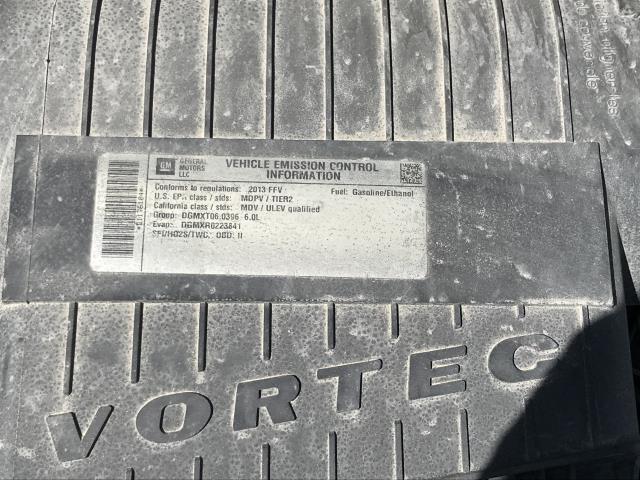 GM
GENERAL
MOTORS
LLC
VEHICLE EMISSION CONTROL
INFORMATION
Conforms to regulations: 2013 FFV Fuel: Gasoline/Ethanol
U.S. EPA class / stds: MDPV / TIER2
California class / stds: MDV / ULEV qualified
Group: DGMXT06.0396 6.0L
Evap: DGMXR0223841
SFI/HO2S/TWC. OBD: II
VORTEC